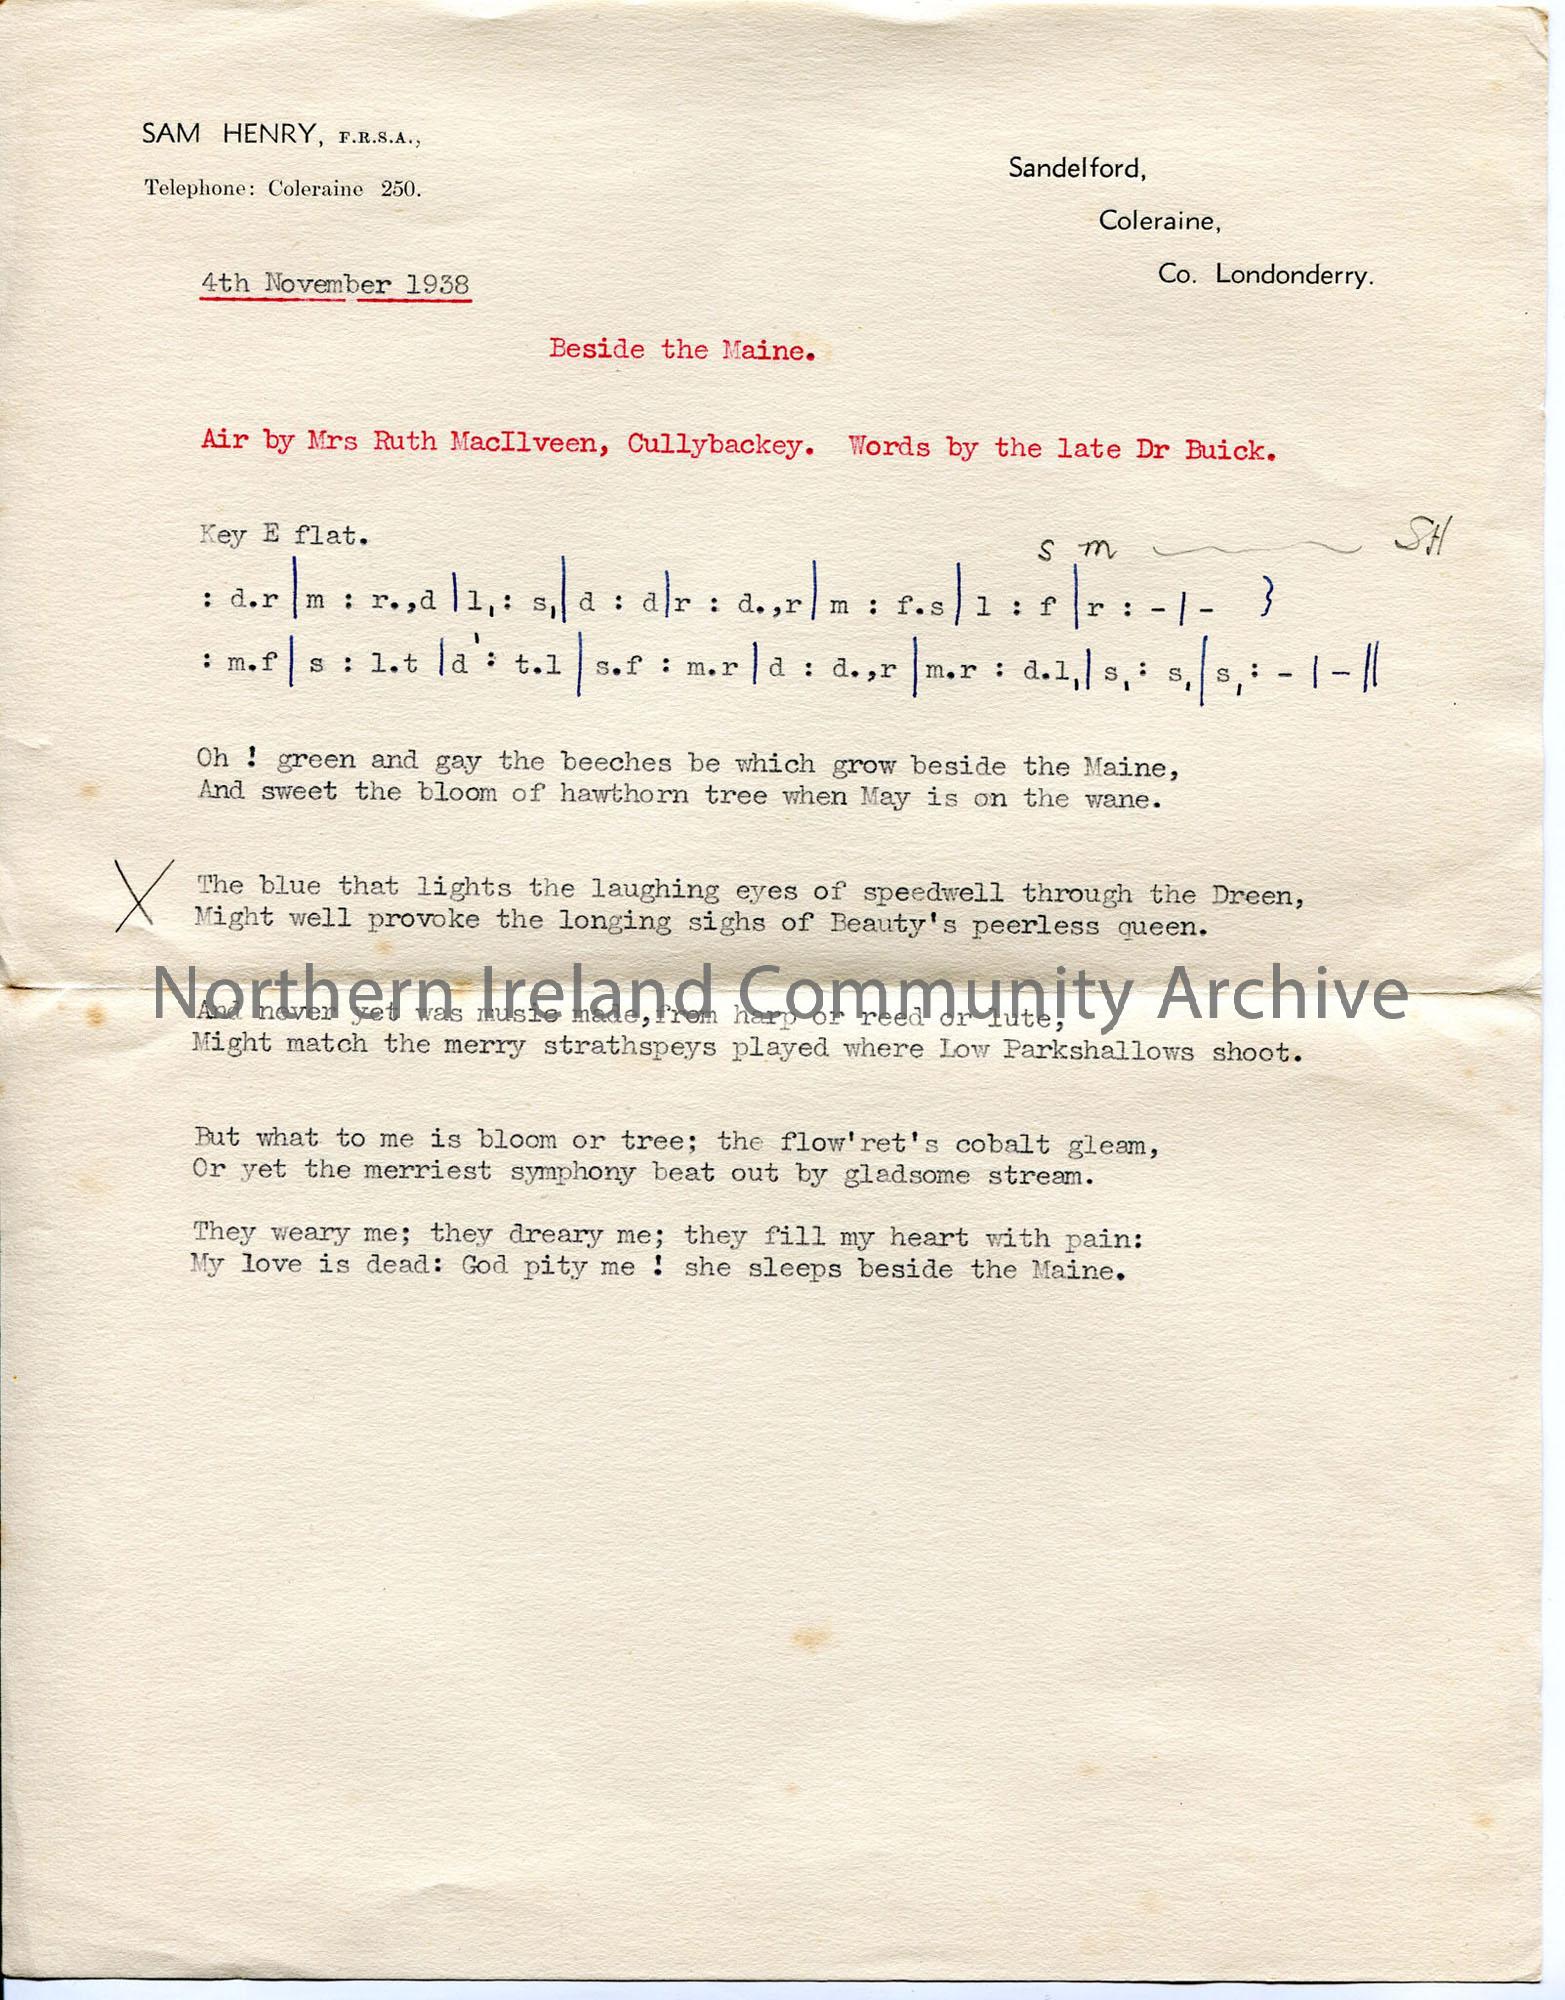 SAM HENRY, F.R.S.A.,
Telephone: Coleraine 250.
Sandelford,
Coleraine,
Co. Londonderry.
4th November 1938
Beside the Maine.
Air by Mrs Ruth MacIlveen, Cullybackey. Words by the late Dr Buick.
Key E flat.
s m SH
: d.r | m : r.,d | l, : s, | d : d | r : d.,r | m : f.s | l : f | r : - | - }
: m.f | s : l.t | d' : t.l | s.f : m.r | d : d.,r | m.r : d.l, | s, : s, | s, : - | - ||
Oh ! green and gay the beeches be which grow beside the Maine,
And sweet the bloom of hawthorn tree when May is on the wane.
X The blue that lights the laughing eyes of speedwell through the Dreen,
Might well provoke the longing sighs of Beauty's peerless queen.
Northern Ireland Community Archive
And never yet was music made,from harp or reed or lute,
Might match the merry strathspeys played where Low Parkshallows shoot.
But what to me is bloom or tree; the flow'ret's cobalt gleam,
Or yet the merriest symphony beat out by gladsome stream.
They weary me; they dreary me; they fill my heart with pain:
My love is dead: God pity me ! she sleeps beside the Maine.